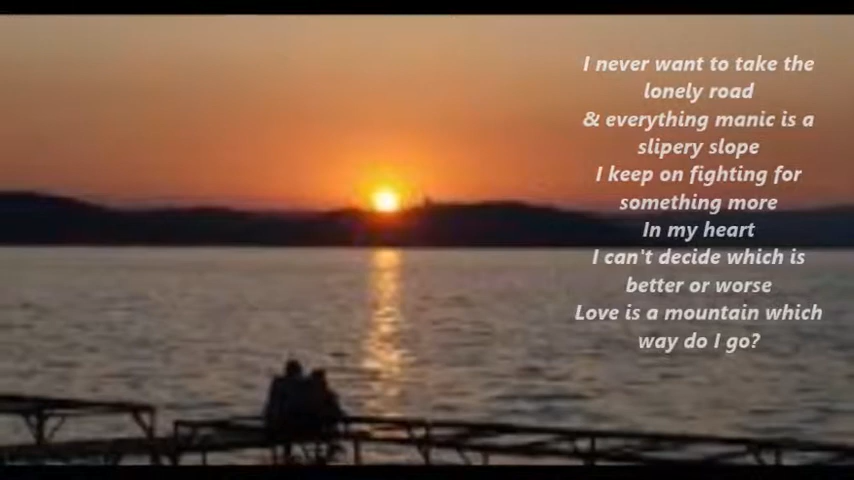 I never want to take the
lonely road
& everything manic is a
slipery slope
I keep on fighting for
something more
In my heart
I can't decide which is
better or worse
Love is a mountain which
way do I go?